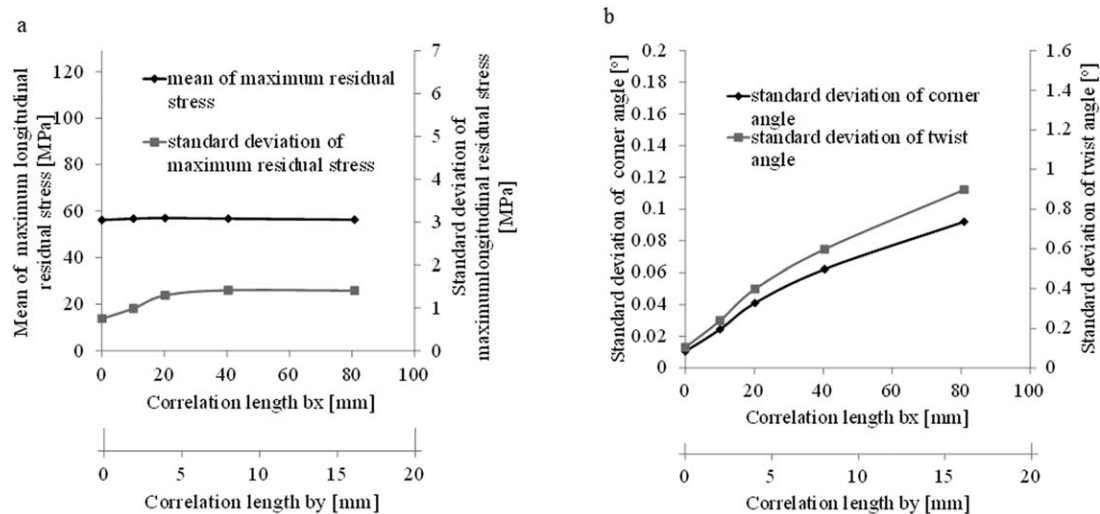 a
Mean of maximum longitudinal
residual stress [MPa]
120
100
80
60
40
20
0
mean of maximum residual
stress
standard deviation of
maximum residual stress
7
6
5
4
3
2
1
0
Standard deviation of
maximumlongitudinal residual stress
[MPa]
0 20 40 60 80 100
Correlation length bx [mm]
0 5 10 15 20
Correlation length by [mm]
b
Standard deviation of corner angle [°]
0.2
0.18
0.16
0.14
0.12
0.1
0.08
0.06
0.04
0.02
0
standard deviation of corner
angle
standard deviation of twist
angle
1.6
1.4
1.2
1
0.8
0.6
0.4
0.2
0
Standard deviation of twist angle [°]
0 20 40 60 80 100
Correlation length bx [mm]
0 5 10 15 20
Correlation length by [mm]